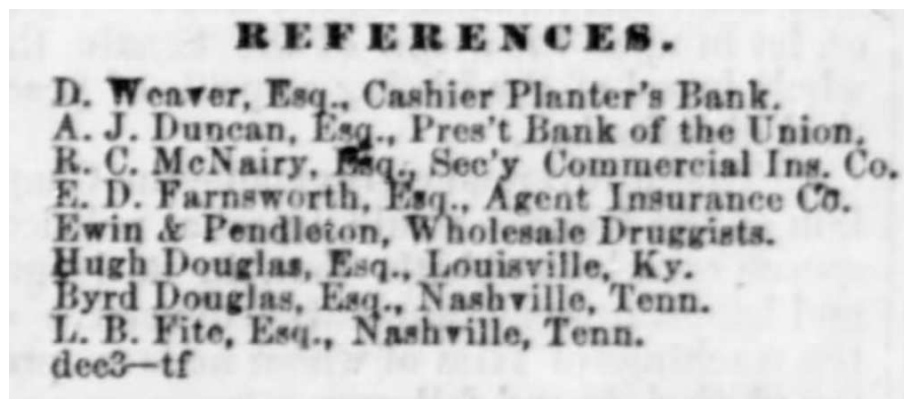 REFERENCES.
D. Weaver, Esq., Cashier Planter's Bank.
A. J. Duncan, Esq., Pres't Bank of the Union.
R. C. McNairy, Esq., Sec'y Commercial Ins. Co.
E. D. Farnsworth, Esq., Agent Insurance Co.
Ewin & Pendleton, Wholesale Druggists.
Hugh Douglas, Esq., Louisville, Ky.
Byrd Douglas, Esq., Nashville, Tenn.
L. B. Fite, Esq., Nashville, Tenn.
dec3—tf